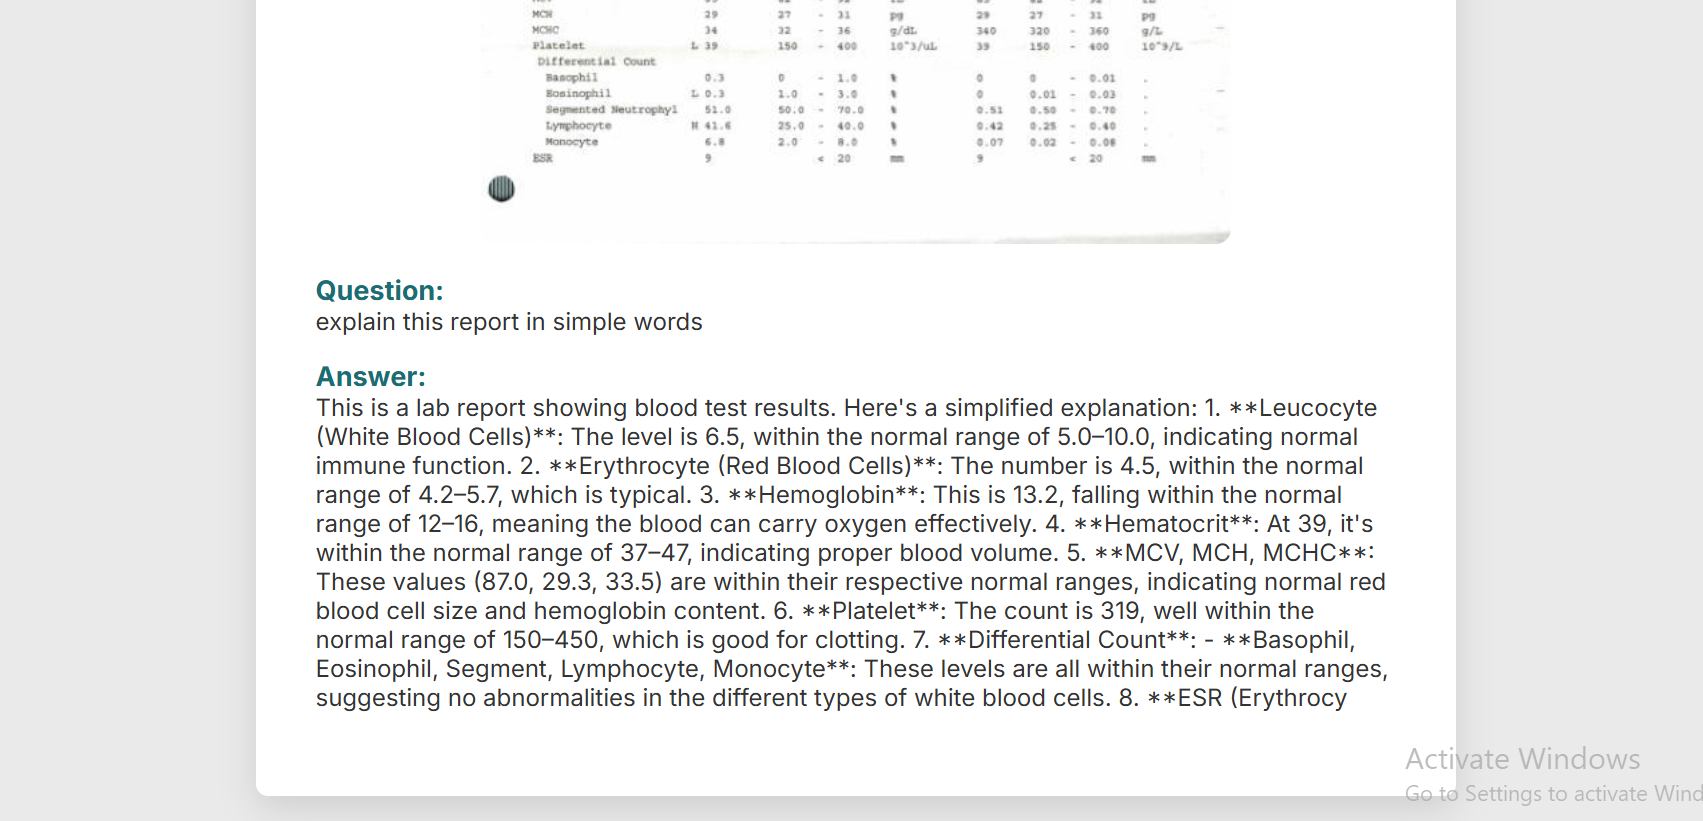 MCH 29 27 - 31 pg 29 27 - 31 pg
MCHC 34 32 - 36 g/dL 340 320 - 360 g/L
Platelet L 39 150 - 400 10^3/uL 39 150 - 400 10^9/L
Differential Count
Basophil 0.3 0 - 1.0 % 0 0 - 0.01 .
Eosinophil L 0.3 1.0 - 3.0 % 0 0.01 - 0.03 .
Segmented Neutrophyl 51.0 50.0 - 70.0 % 0.51 0.50 - 0.70 .
Lymphocyte H 41.6 25.0 - 40.0 % 0.42 0.25 - 0.40 .
Monocyte 6.8 2.0 - 8.0 % 0.07 0.02 - 0.08 .
ESR 9 < 20 mm 9 < 20 mm
Question:
explain this report in simple words
Answer:
This is a lab report showing blood test results. Here's a simplified explanation: 1. **Leucocyte
(White Blood Cells)**: The level is 6.5, within the normal range of 5.0–10.0, indicating normal
immune function. 2. **Erythrocyte (Red Blood Cells)**: The number is 4.5, within the normal
range of 4.2–5.7, which is typical. 3. **Hemoglobin**: This is 13.2, falling within the normal
range of 12–16, meaning the blood can carry oxygen effectively. 4. **Hematocrit**: At 39, it's
within the normal range of 37–47, indicating proper blood volume. 5. **MCV, MCH, MCHC**:
These values (87.0, 29.3, 33.5) are within their respective normal ranges, indicating normal red
blood cell size and hemoglobin content. 6. **Platelet**: The count is 319, well within the
normal range of 150–450, which is good for clotting. 7. **Differential Count**: - **Basophil,
Eosinophil, Segment, Lymphocyte, Monocyte**: These levels are all within their normal ranges,
suggesting no abnormalities in the different types of white blood cells. 8. **ESR (Erythrocy
Activate Windows
Go to Settings to activate Wind